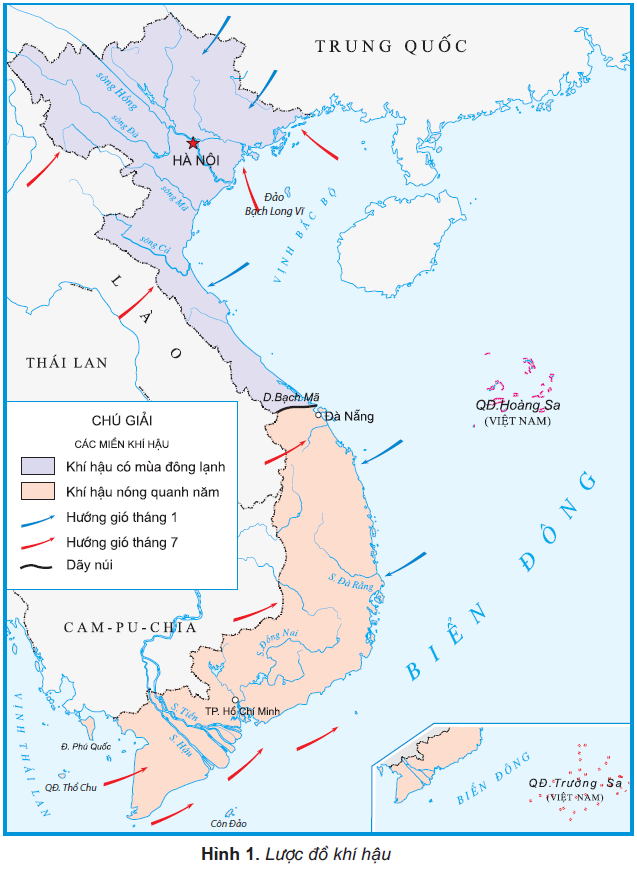 TRUNG QUỐC
sông Hồng
sông Đà
HÀ NỘI
sông Mã
Đảo
Bạch Long Vĩ
VỊNH BẮC BỘ
sông Cả
LÀO
THÁI LAN
D.Bạch Mã
Đà Nẵng
QĐ.Hoàng Sa
(VIỆT NAM)
CHÚ GIẢI
CÁC MIỀN KHÍ HẬU
Khí hậu có mùa đông lạnh
Khí hậu nóng quanh năm
Hướng gió tháng 1
Hướng gió tháng 7
Dãy núi
BIỂN ĐÔNG
S. Đà Rằng
CAM-PU-CHIA
S.Đồng Nai
TP. Hồ Chí Minh
S. Tiền
S. Hậu
VỊNH THÁI LAN
Đ. Phú Quốc
QĐ. Thổ Chu
Côn Đảo
BIỂN ĐÔNG
QĐ.Trường Sa
(VIỆT NAM)
Hình 1. Lược đồ khí hậu